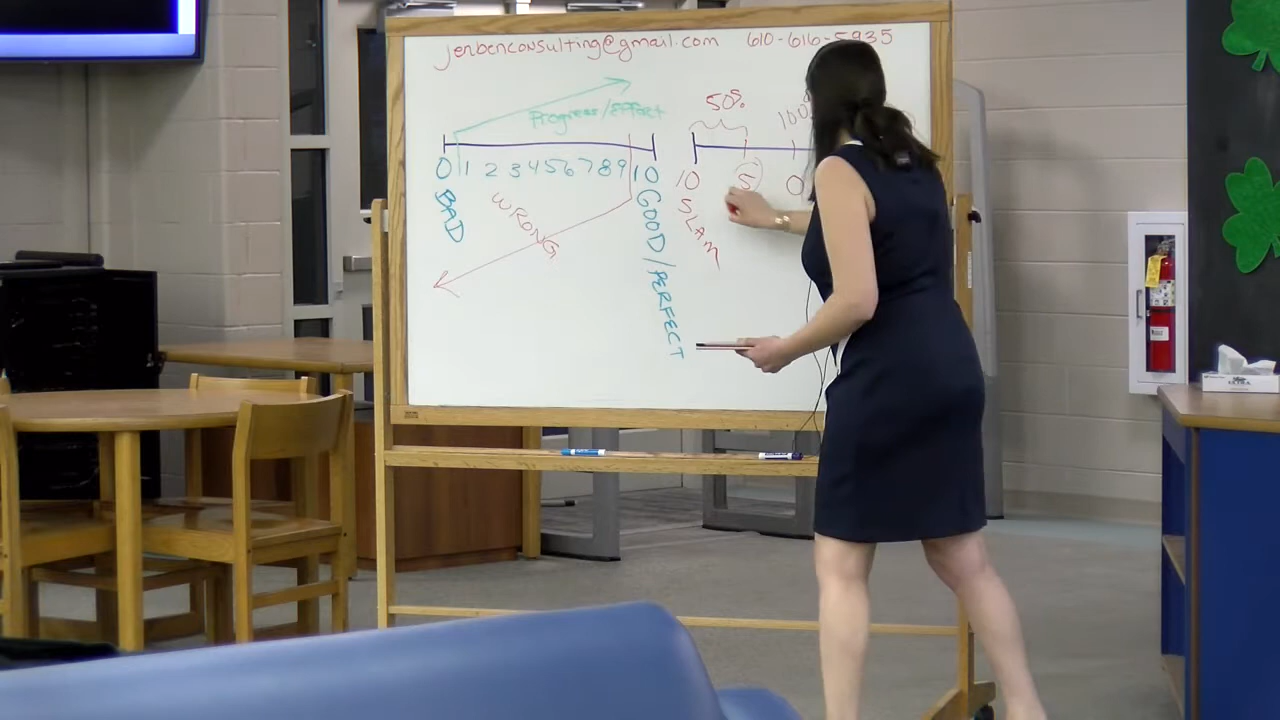 jenbenconsulting@gmail.com 610-616-5935
Progress/effort
50%
0 1 2 3 4 5 6 7 8 9 10
10 5 0
BAD
WRONG
GOOD/PERFECT
SLAM